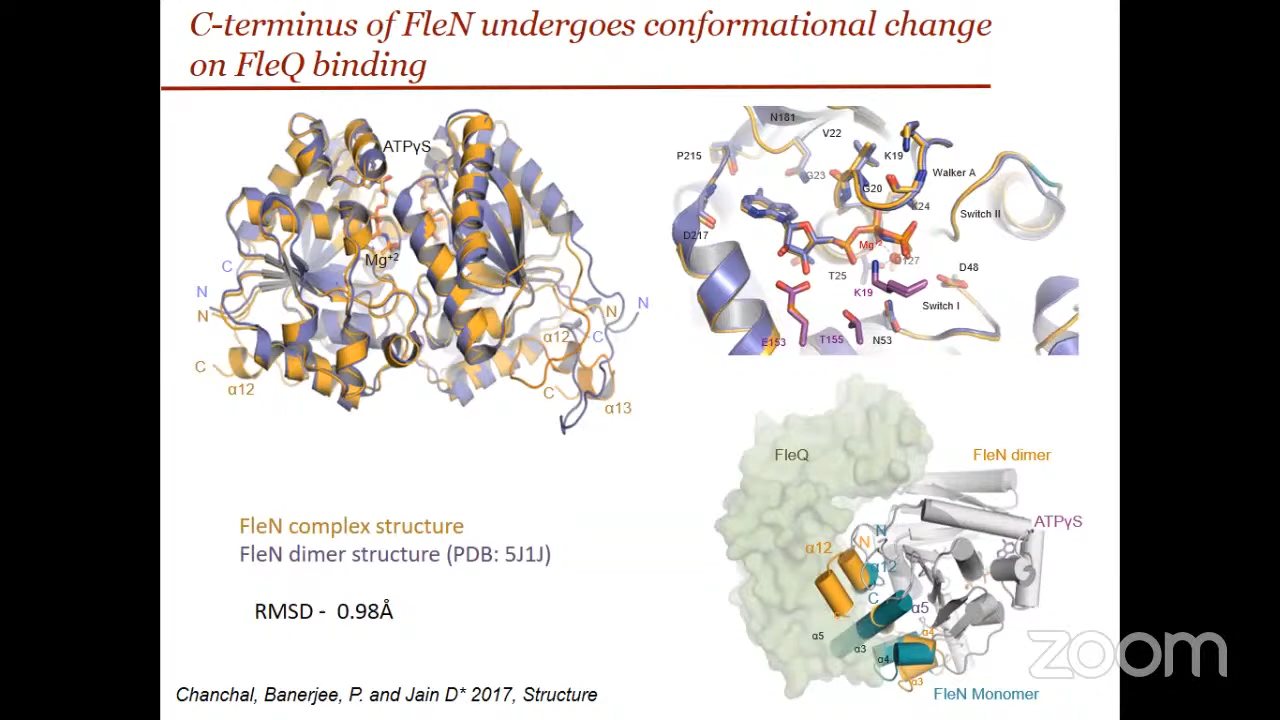 C-terminus of FleN undergoes conformational change
on FleQ binding
ATPγS
Mg+2
C
N
N
C
α12
N
N
α12
C
C
α13
N181
V22
P215
G23
K19
Walker A
G20
K24
Switch II
D217
Mg+2
D127
T25
K19
D48
Switch I
E153
T155
N53
FleQ
FleN dimer
ATPγS
N
N
α12
α12
C
α5
α5
α4
α3
α4
α3
FleN Monomer
FleN complex structure
FleN dimer structure (PDB: 5J1J)
RMSD - 0.98Å
Chanchal, Banerjee, P. and Jain D* 2017, Structure
zoom